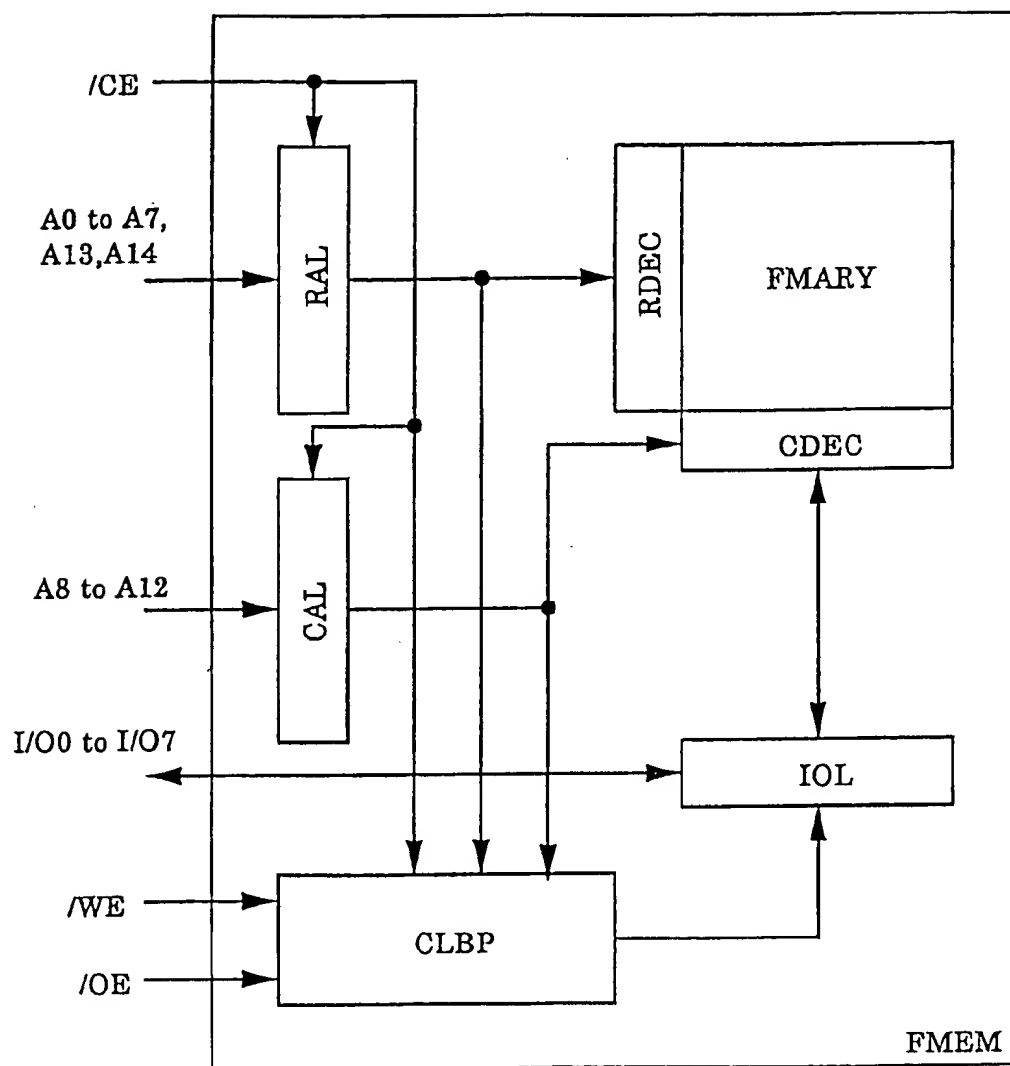 /CE
A0 to A7,
A13,A14
RAL
RDEC
FMARY
CDEC
A8 to A12
CAL
I/O0 to I/O7
IOL
/WE
CLBP
/OE
FMEM